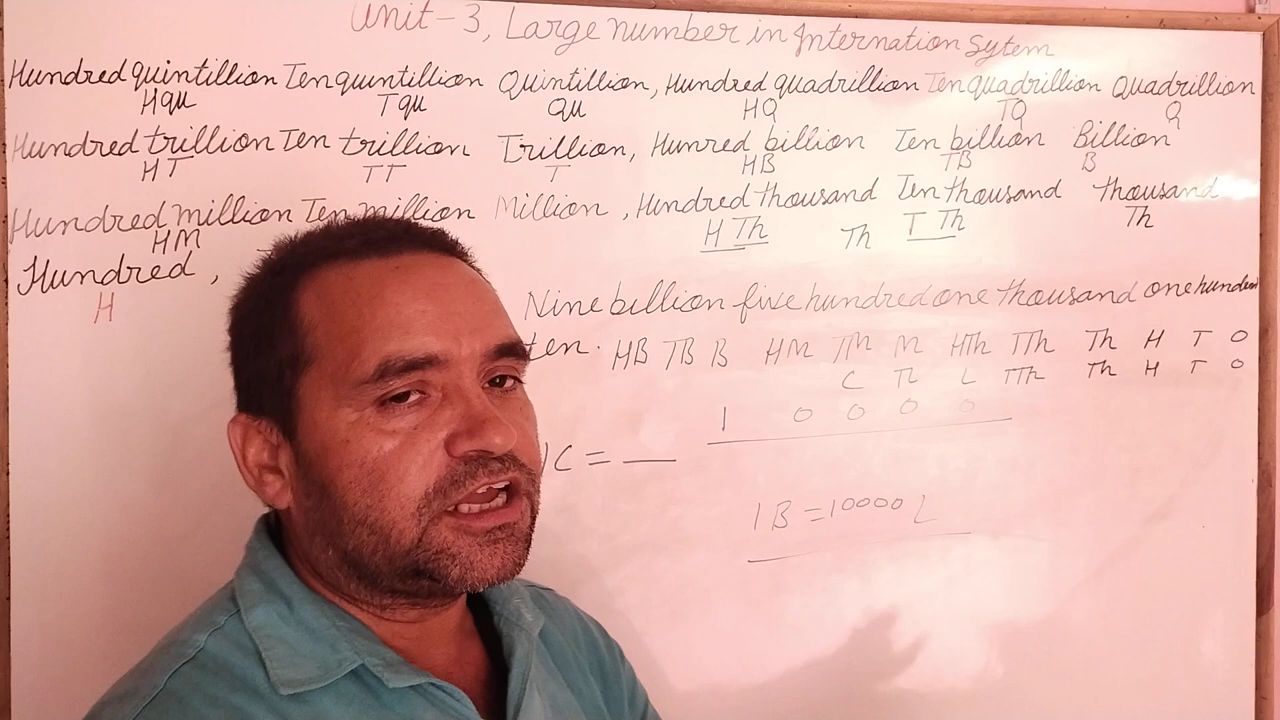 Unit-3, Large number in Internation Sytem
Hundred quintillion Ten quintillion Quintillion, Hundred quadrillion Ten quadrillion Quadrillion
HQu TQu QU HQ TQ Q
Hundred trillion Ten trillion Trillion, Hunred billion Ten billion Billion
HT TT T HB TB B
Hundred million Ten million Million, Hundred thousand Ten thousand thousand
HM H Th Th T Th Th
Hundred,
H
Nine billion five hundred one thousand one hundred
ten. HB TB B HM TM M HTh TTh Th H T O
C TL L TTh Th H T O
1 0 0 0 0
1C = __
1B = 10000 L